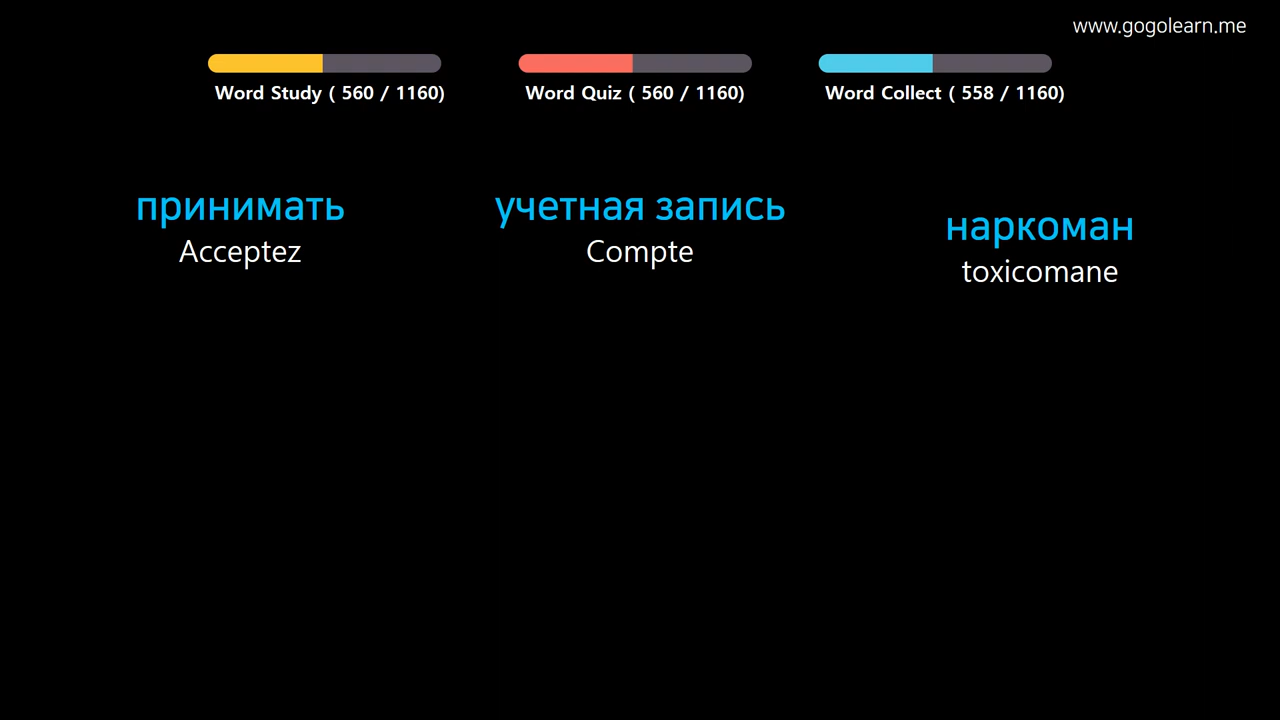 www.gogolearn.me
Word Study ( 560 / 1160)
Word Quiz ( 560 / 1160)
Word Collect ( 558 / 1160)
принимать
Acceptez
учетная запись
Compte
наркоман
toxicomane